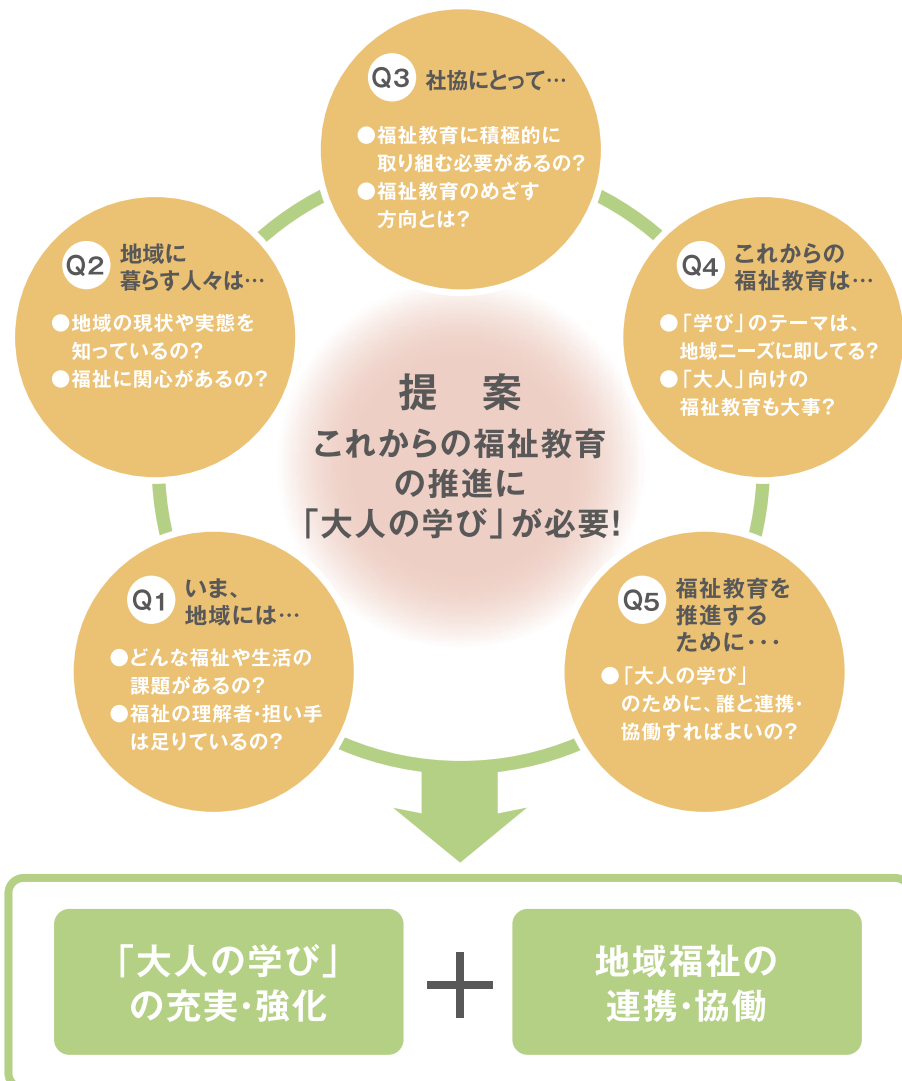 Q3 社協にとって…
●福祉教育に積極的に
取り組む必要があるの?
●福祉教育のめざす
方向とは?
Q2 地域に
暮らす人々は…
●地域の現状や実態を
知っているの?
●福祉に関心があるの?
Q4 これからの
福祉教育は…
●「学び」のテーマは、
地域ニーズに即してる?
●「大人」向けの
福祉教育も大事?
提 案
これからの福祉教育
の推進に
「大人の学び」が必要!
Q1 いま、
地域には…
●どんな福祉や生活の
課題があるの?
●福祉の理解者・担い手
は足りているの?
Q5 福祉教育を
推進する
ために・・・
●「大人の学び」
のために、誰と連携・
協働すればよいの?
「大人の学び」
の充実・強化
+
地域福祉の
連携・協働